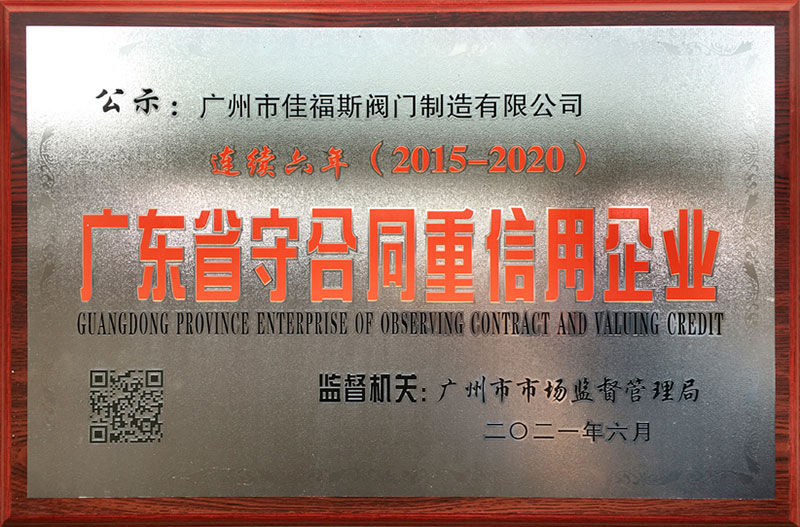 公示：广州市佳福斯阀门制造有限公司
连续六年（2015-2020）
广东省守合同重信用企业
GUANGDONG PROVINCE ENTERPRISE OF OBSERVING CONTRACT AND VALUING CREDIT
监督机关：广州市市场监督管理局
二〇二一年六月